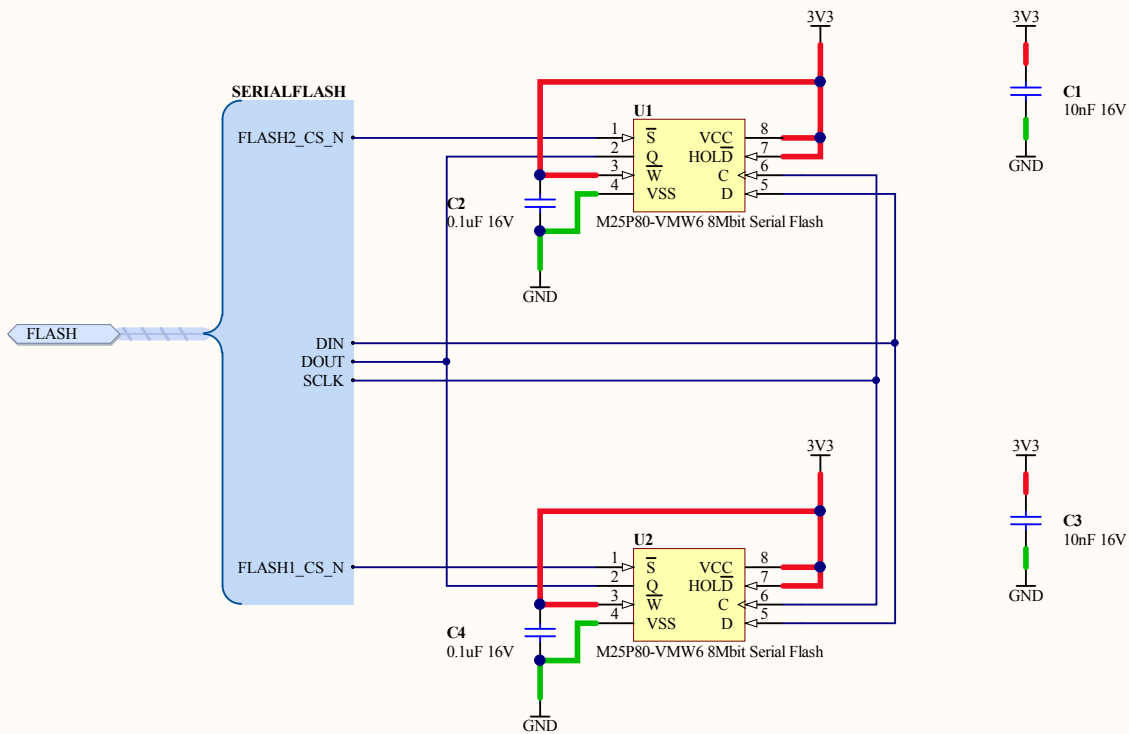 3V3
3V3
SERIALFLASH
C1
10nF 16V
GND
U1
FLASH2_CS_N
1 S̅ VCC 8
2 Q HOLD̅ 7
3 W̅ C 6
4 VSS D 5
C2
0.1uF 16V
M25P80-VMW6 8Mbit Serial Flash
GND
FLASH
DIN
DOUT
SCLK
3V3
3V3
C3
10nF 16V
GND
U2
FLASH1_CS_N
1 S̅ VCC 8
2 Q HOLD̅ 7
3 W̅ C 6
4 VSS D 5
C4
0.1uF 16V
M25P80-VMW6 8Mbit Serial Flash
GND